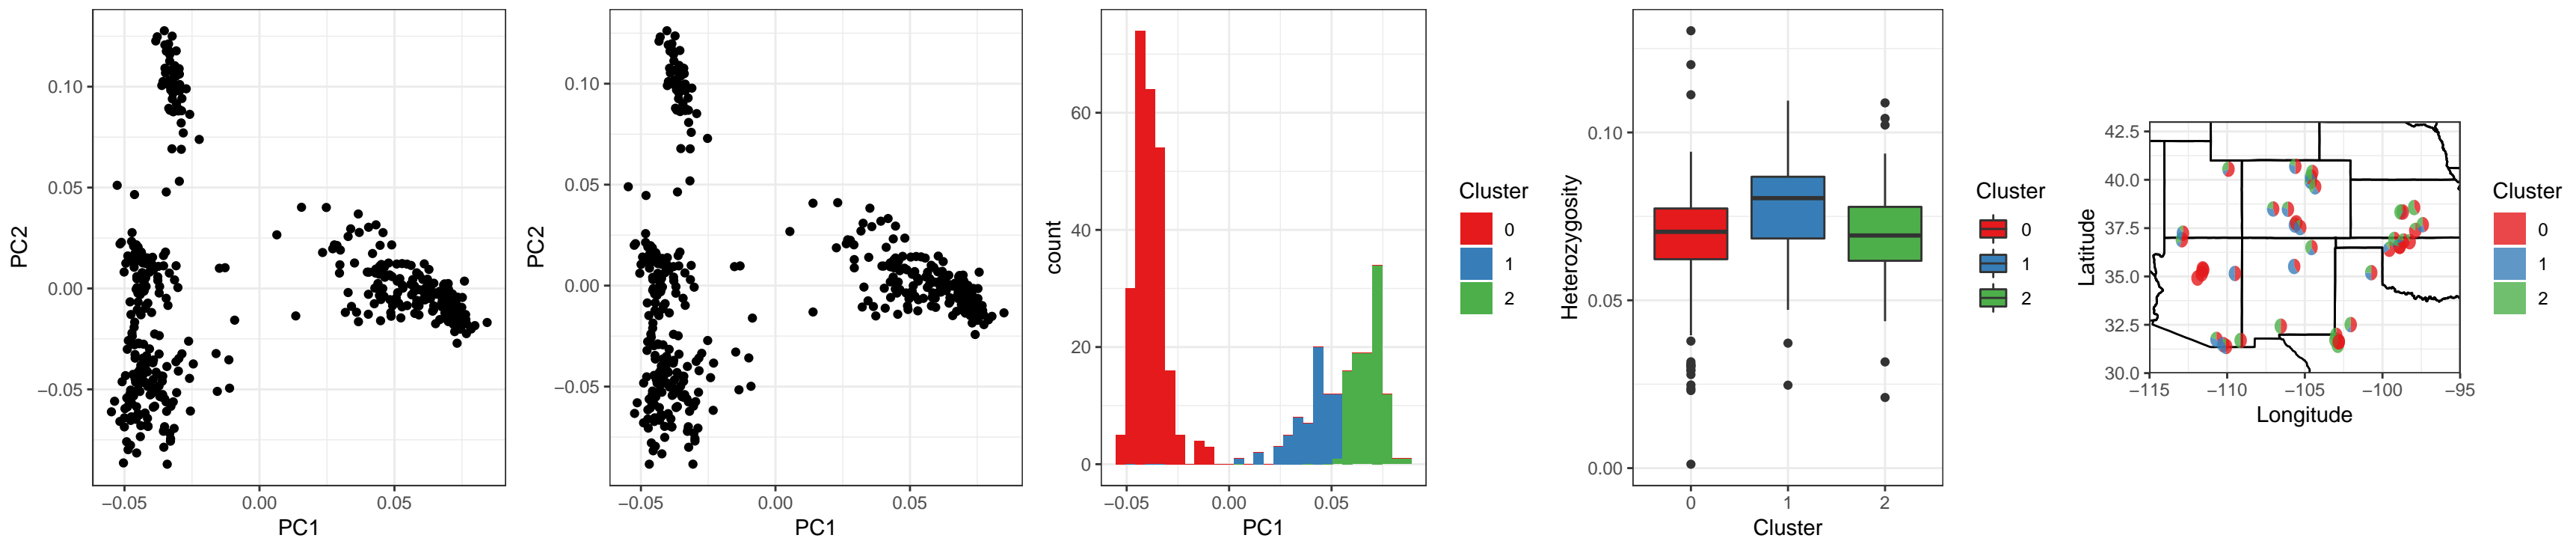 PC2
0.10
0.05
0.00
−0.05
−0.05 0.00 0.05
PC1
PC2
0.10
0.05
0.00
−0.05
−0.05 0.00 0.05
PC1
count
60
40
20
0
−0.05 0.00 0.05
PC1
Cluster
0
1
2
Heterozygosity
0.10
0.05
0.00
0 1 2
Cluster
Cluster
0
1
2
Latitude
42.5
40.0
37.5
35.0
32.5
30.0
−115 −110 −105 −100 −95
Longitude
Cluster
0
1
2